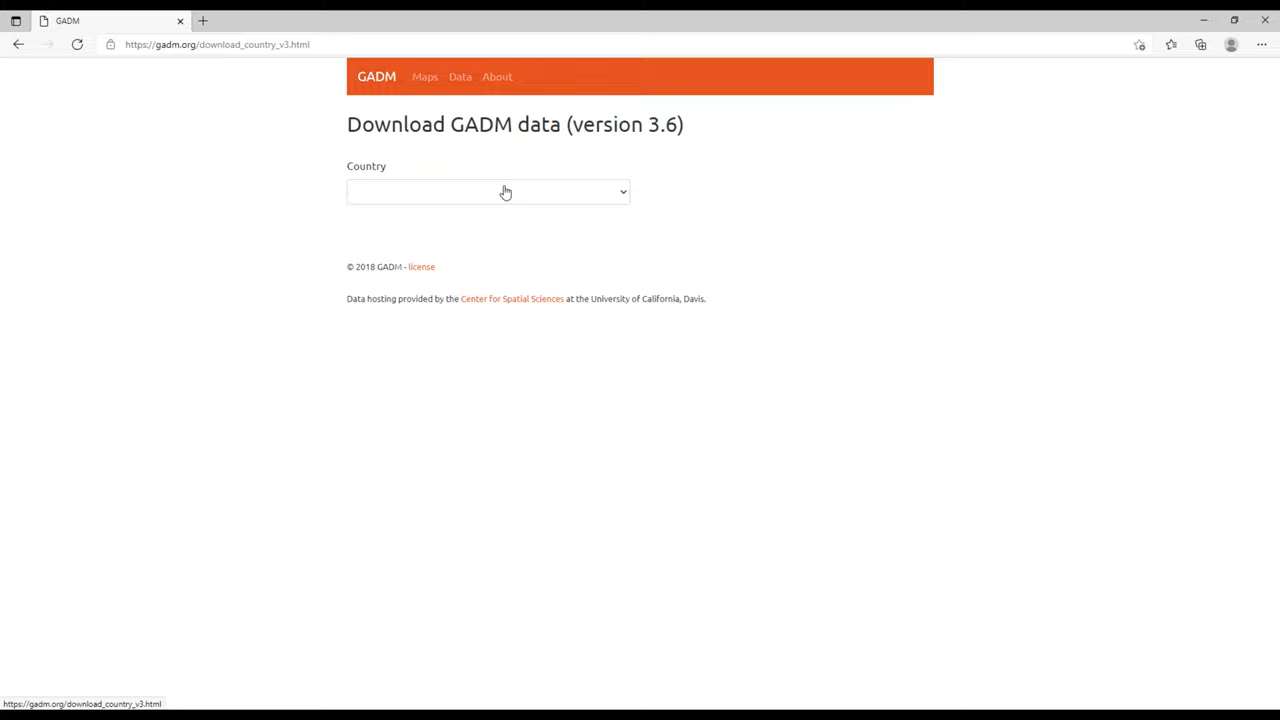 GADM
https://gadm.org/download_country_v3.html
GADM Maps Data About
Download GADM data (version 3.6)
Country
© 2018 GADM - license
Data hosting provided by the Center for Spatial Sciences at the University of California, Davis.
https://gadm.org/download_country_v3.html